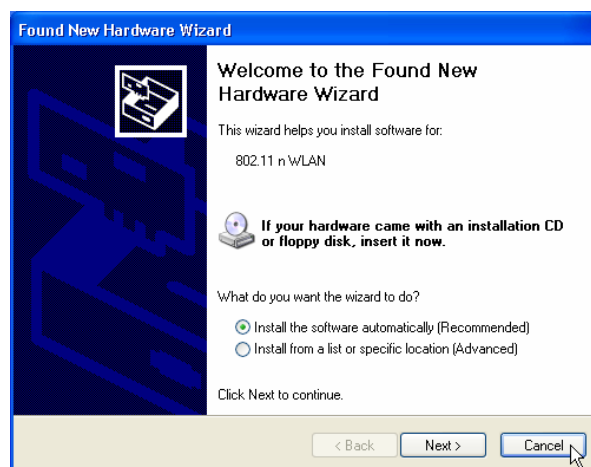 Found New Hardware Wizard
Welcome to the Found New
Hardware Wizard
This wizard helps you install software for:
802.11 n WLAN
If your hardware came with an installation CD
or floppy disk, insert it now.
What do you want the wizard to do?
Install the software automatically (Recommended)
Install from a list or specific location (Advanced)
Click Next to continue.
< Back Next > Cancel